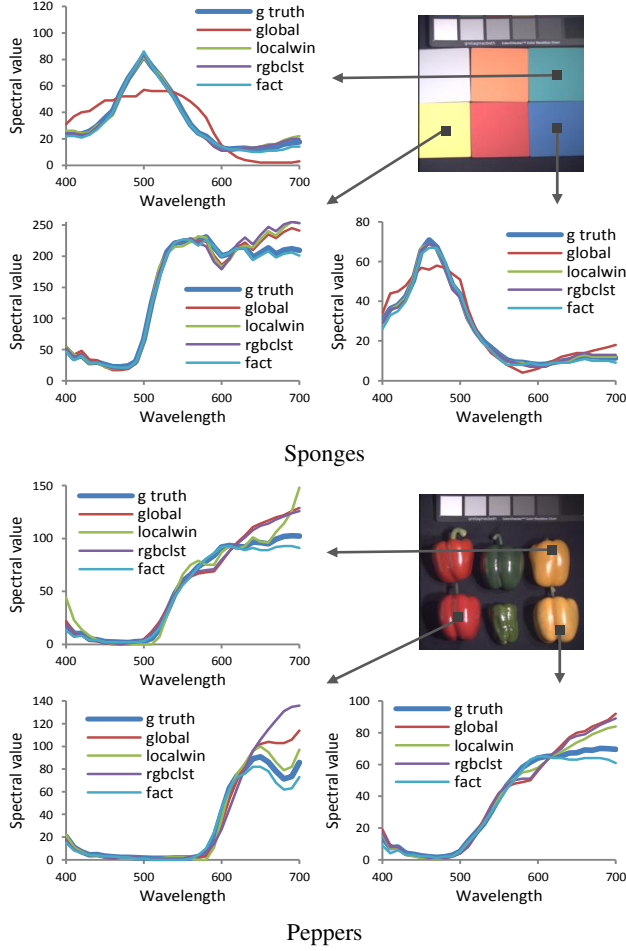 100
80
60
40
20
0
400
500
600
700
Spectral value
Wavelength
g truth
global
localwin
rgbclst
fact
250
200
150
100
50
0
400
500
600
700
Spectral value
Wavelength
g truth
global
localwin
rgbclst
fact
80
60
40
20
0
400
500
600
700
Spectral value
Wavelength
g truth
global
localwin
rgbclst
fact
Sponges
150
100
50
0
400
500
600
700
Spectral value
Wavelength
g truth
global
localwin
rgbclst
fact
140
120
100
80
60
40
20
0
400
500
600
700
Spectral value
Wavelength
g truth
global
localwin
rgbclst
fact
100
80
60
40
20
0
400
500
600
700
Spectral value
Wavelength
g truth
global
localwin
rgbclst
fact
Peppers